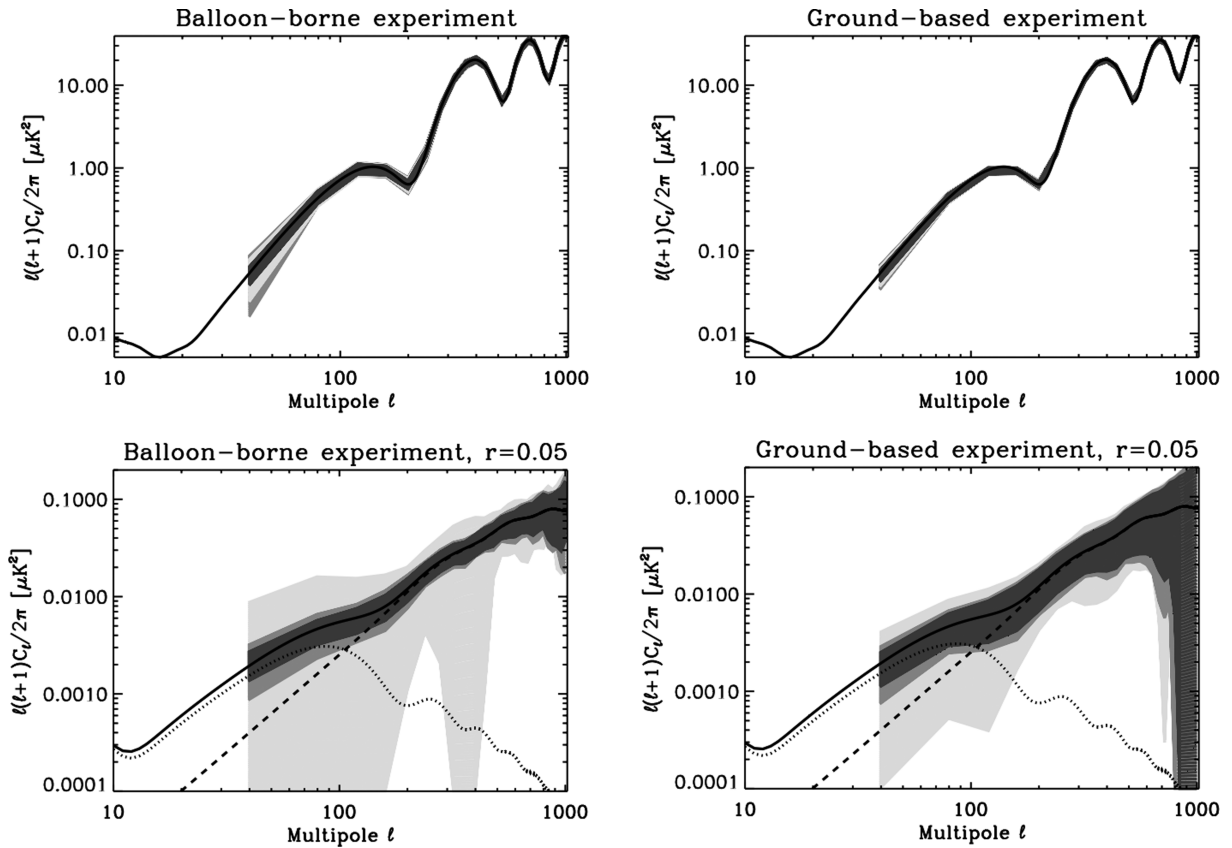 Balloon-borne experiment
ℓ(ℓ+1)Cℓ/2π [μK²]
10.00
1.00
0.10
0.01
10
100
1000
Multipole ℓ
Ground-based experiment
ℓ(ℓ+1)Cℓ/2π [μK²]
10.00
1.00
0.10
0.01
10
100
1000
Multipole ℓ
Balloon-borne experiment, r=0.05
ℓ(ℓ+1)Cℓ/2π [μK²]
0.1000
0.0100
0.0010
0.0001
10
100
1000
Multipole ℓ
Ground-based experiment, r=0.05
ℓ(ℓ+1)Cℓ/2π [μK²]
0.1000
0.0100
0.0010
0.0001
10
100
1000
Multipole ℓ